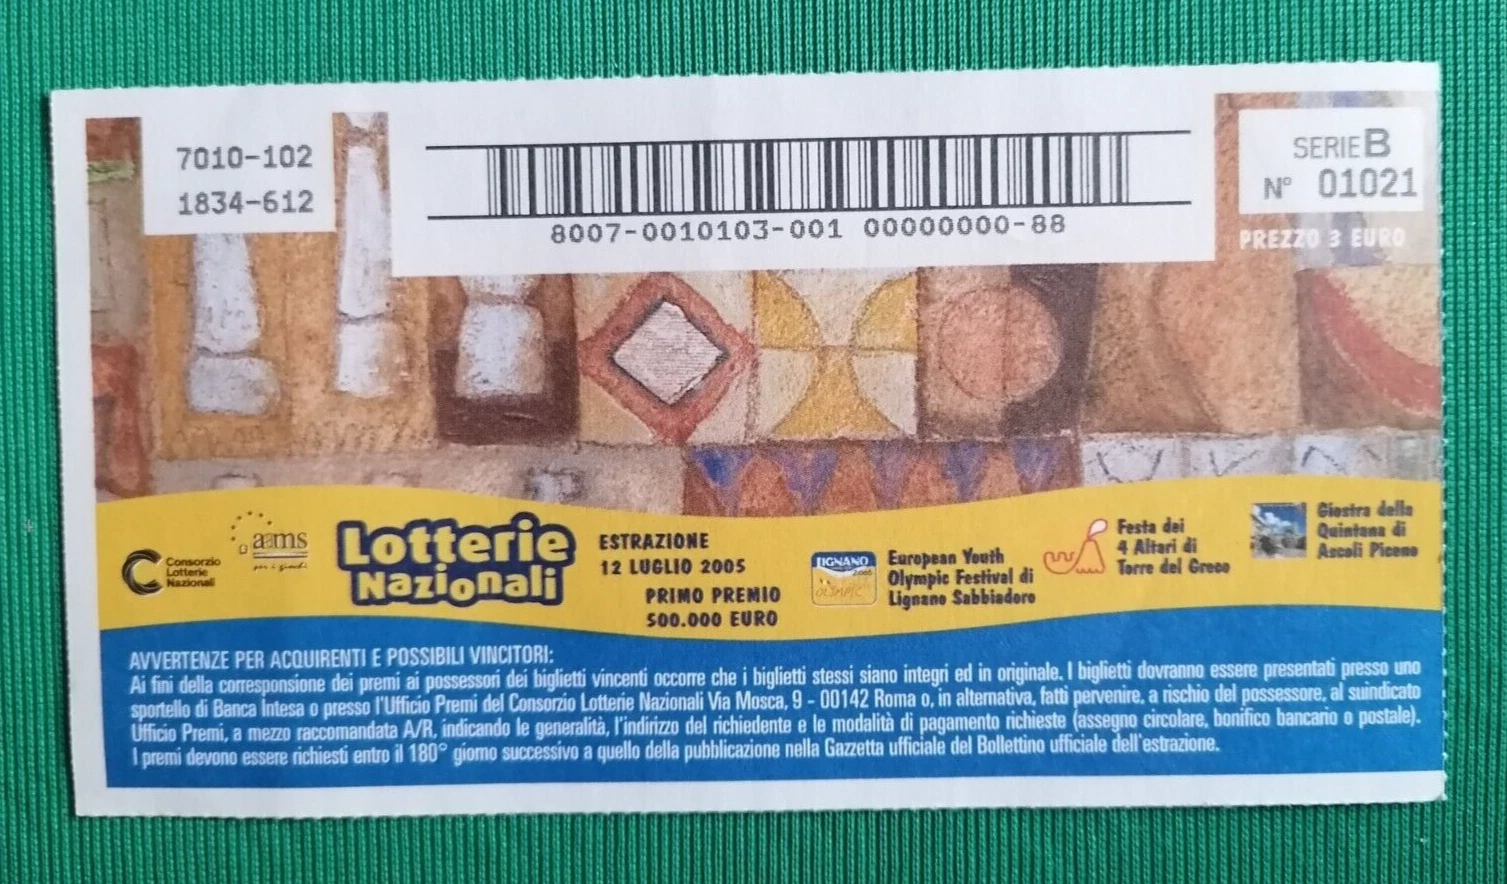 7010-102
1834-612
8007-0010103-001 00000000-88
SERIE B
N° 01021
PREZZO 3 EURO
Consorzio
Lotterie
Nazionali
aams
per i giochi
Lotterie
Nazionali
ESTRAZIONE
12 LUGLIO 2005
PRIMO PREMIO
500.000 EURO
LIGNANO
2005
OLIMPIC
European Youth
Olympic Festival di
Lignano Sabbiadoro
Festa dei
4 Altari di
Torre del Greco
Giostra della
Quintana di
Ascoli Piceno
AVVERTENZE PER ACQUIRENTI E POSSIBILI VINCITORI:
Ai fini della corresponsione dei premi ai possessori dei biglietti vincenti occorre che i biglietti stessi siano integri ed in originale. I biglietti dovranno essere presentati presso uno
sportello di Banca Intesa o presso l'Ufficio Premi del Consorzio Lotterie Nazionali Via Mosca, 9 - 00142 Roma o, in alternativa, fatti pervenire, a rischio del possessore, al suindicato
Ufficio Premi, a mezzo raccomandata A/R, indicando le generalità, l'indirizzo del richiedente e le modalità di pagamento richieste (assegno circolare, bonifico bancario o postale).
I premi devono essere richiesti entro il 180° giorno successivo a quello della pubblicazione nella Gazzetta ufficiale del Bollettino ufficiale dell'estrazione.